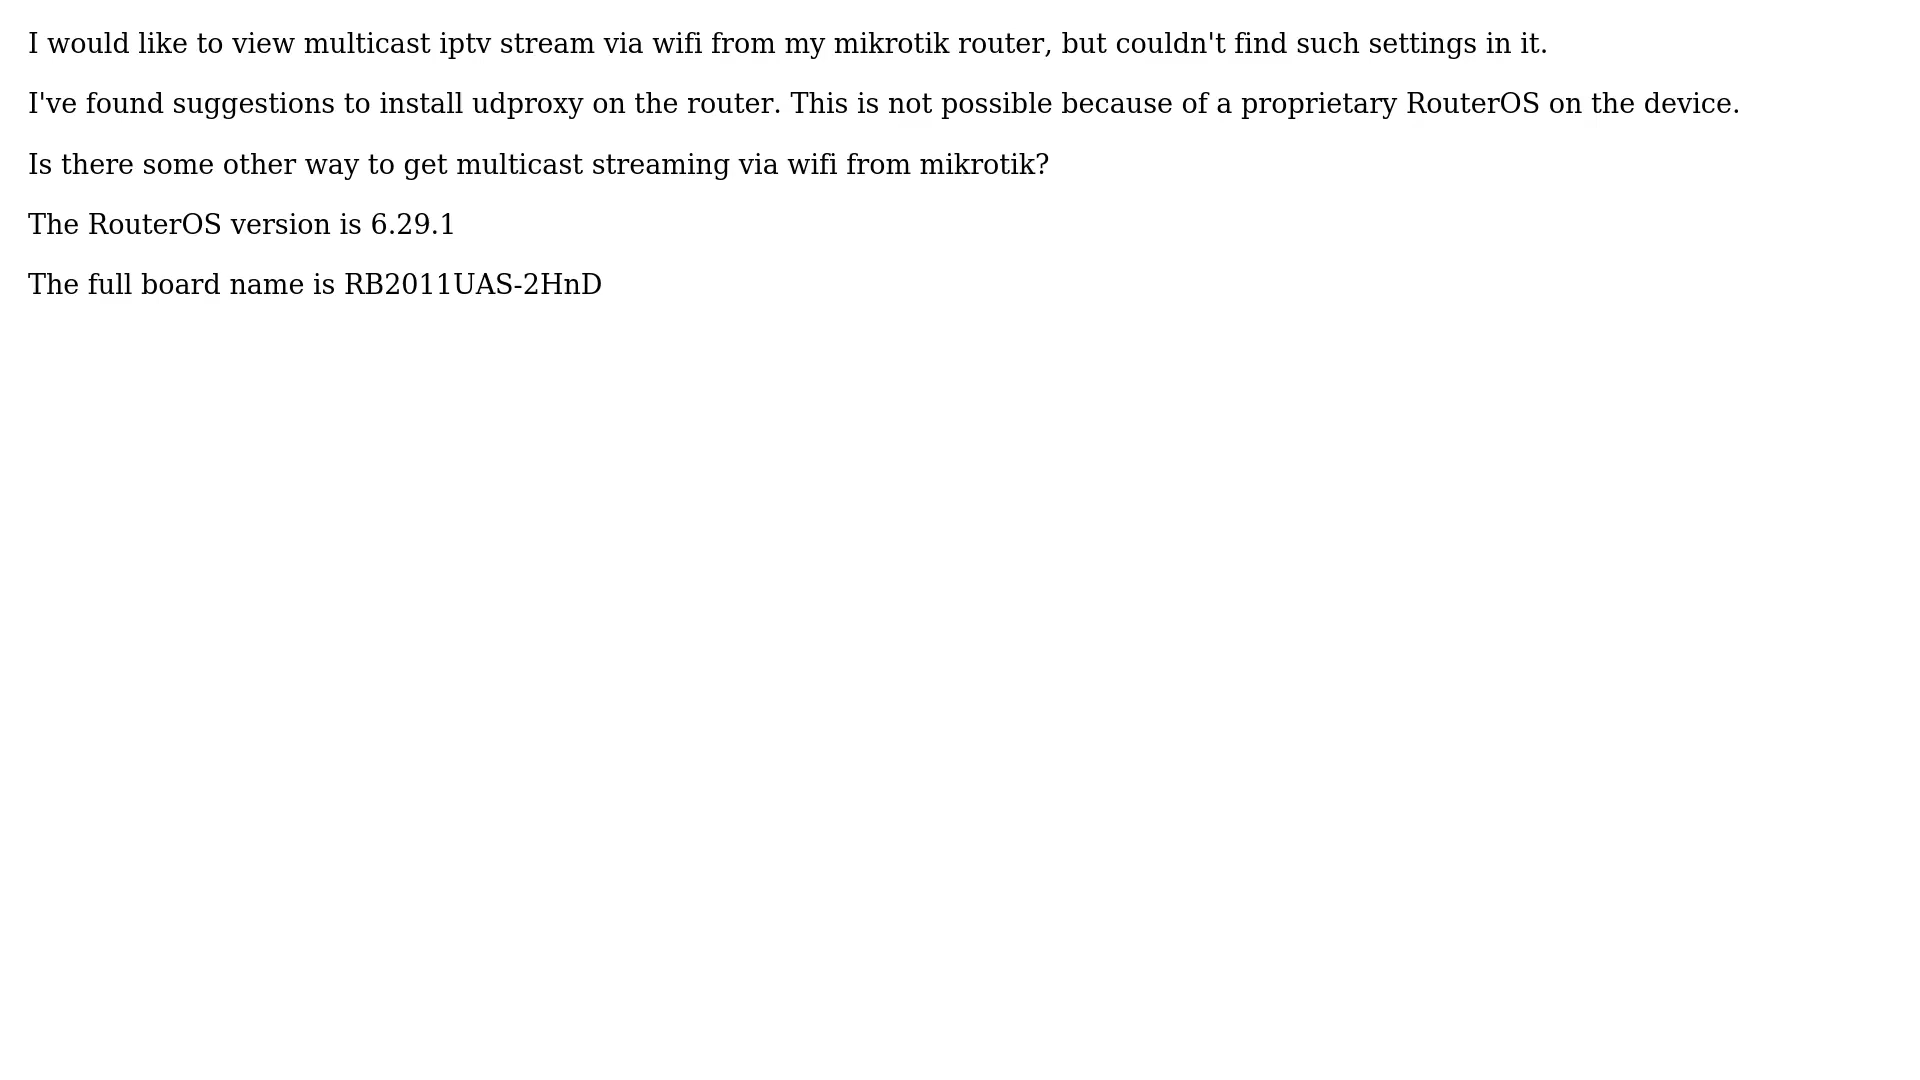 I would like to view multicast iptv stream via wifi from my mikrotik router, but couldn't find such settings in it.
I've found suggestions to install udproxy on the router. This is not possible because of a proprietary RouterOS on the device.
Is there some other way to get multicast streaming via wifi from mikrotik?
The RouterOS version is 6.29.1
The full board name is RB2011UAS-2HnD